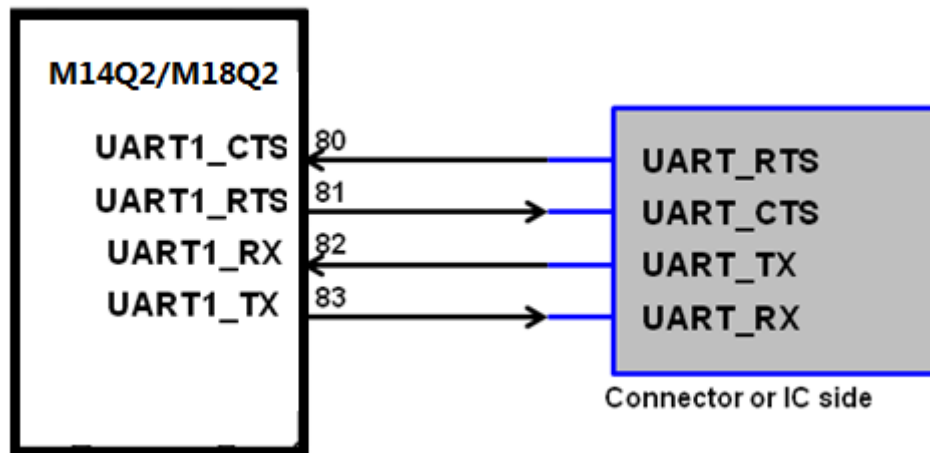 M14Q2/M18Q2
UART1_CTS 80 UART_RTS
UART1_RTS 81 UART_CTS
UART1_RX 82 UART_TX
UART1_TX 83 UART_RX
Connector or IC side